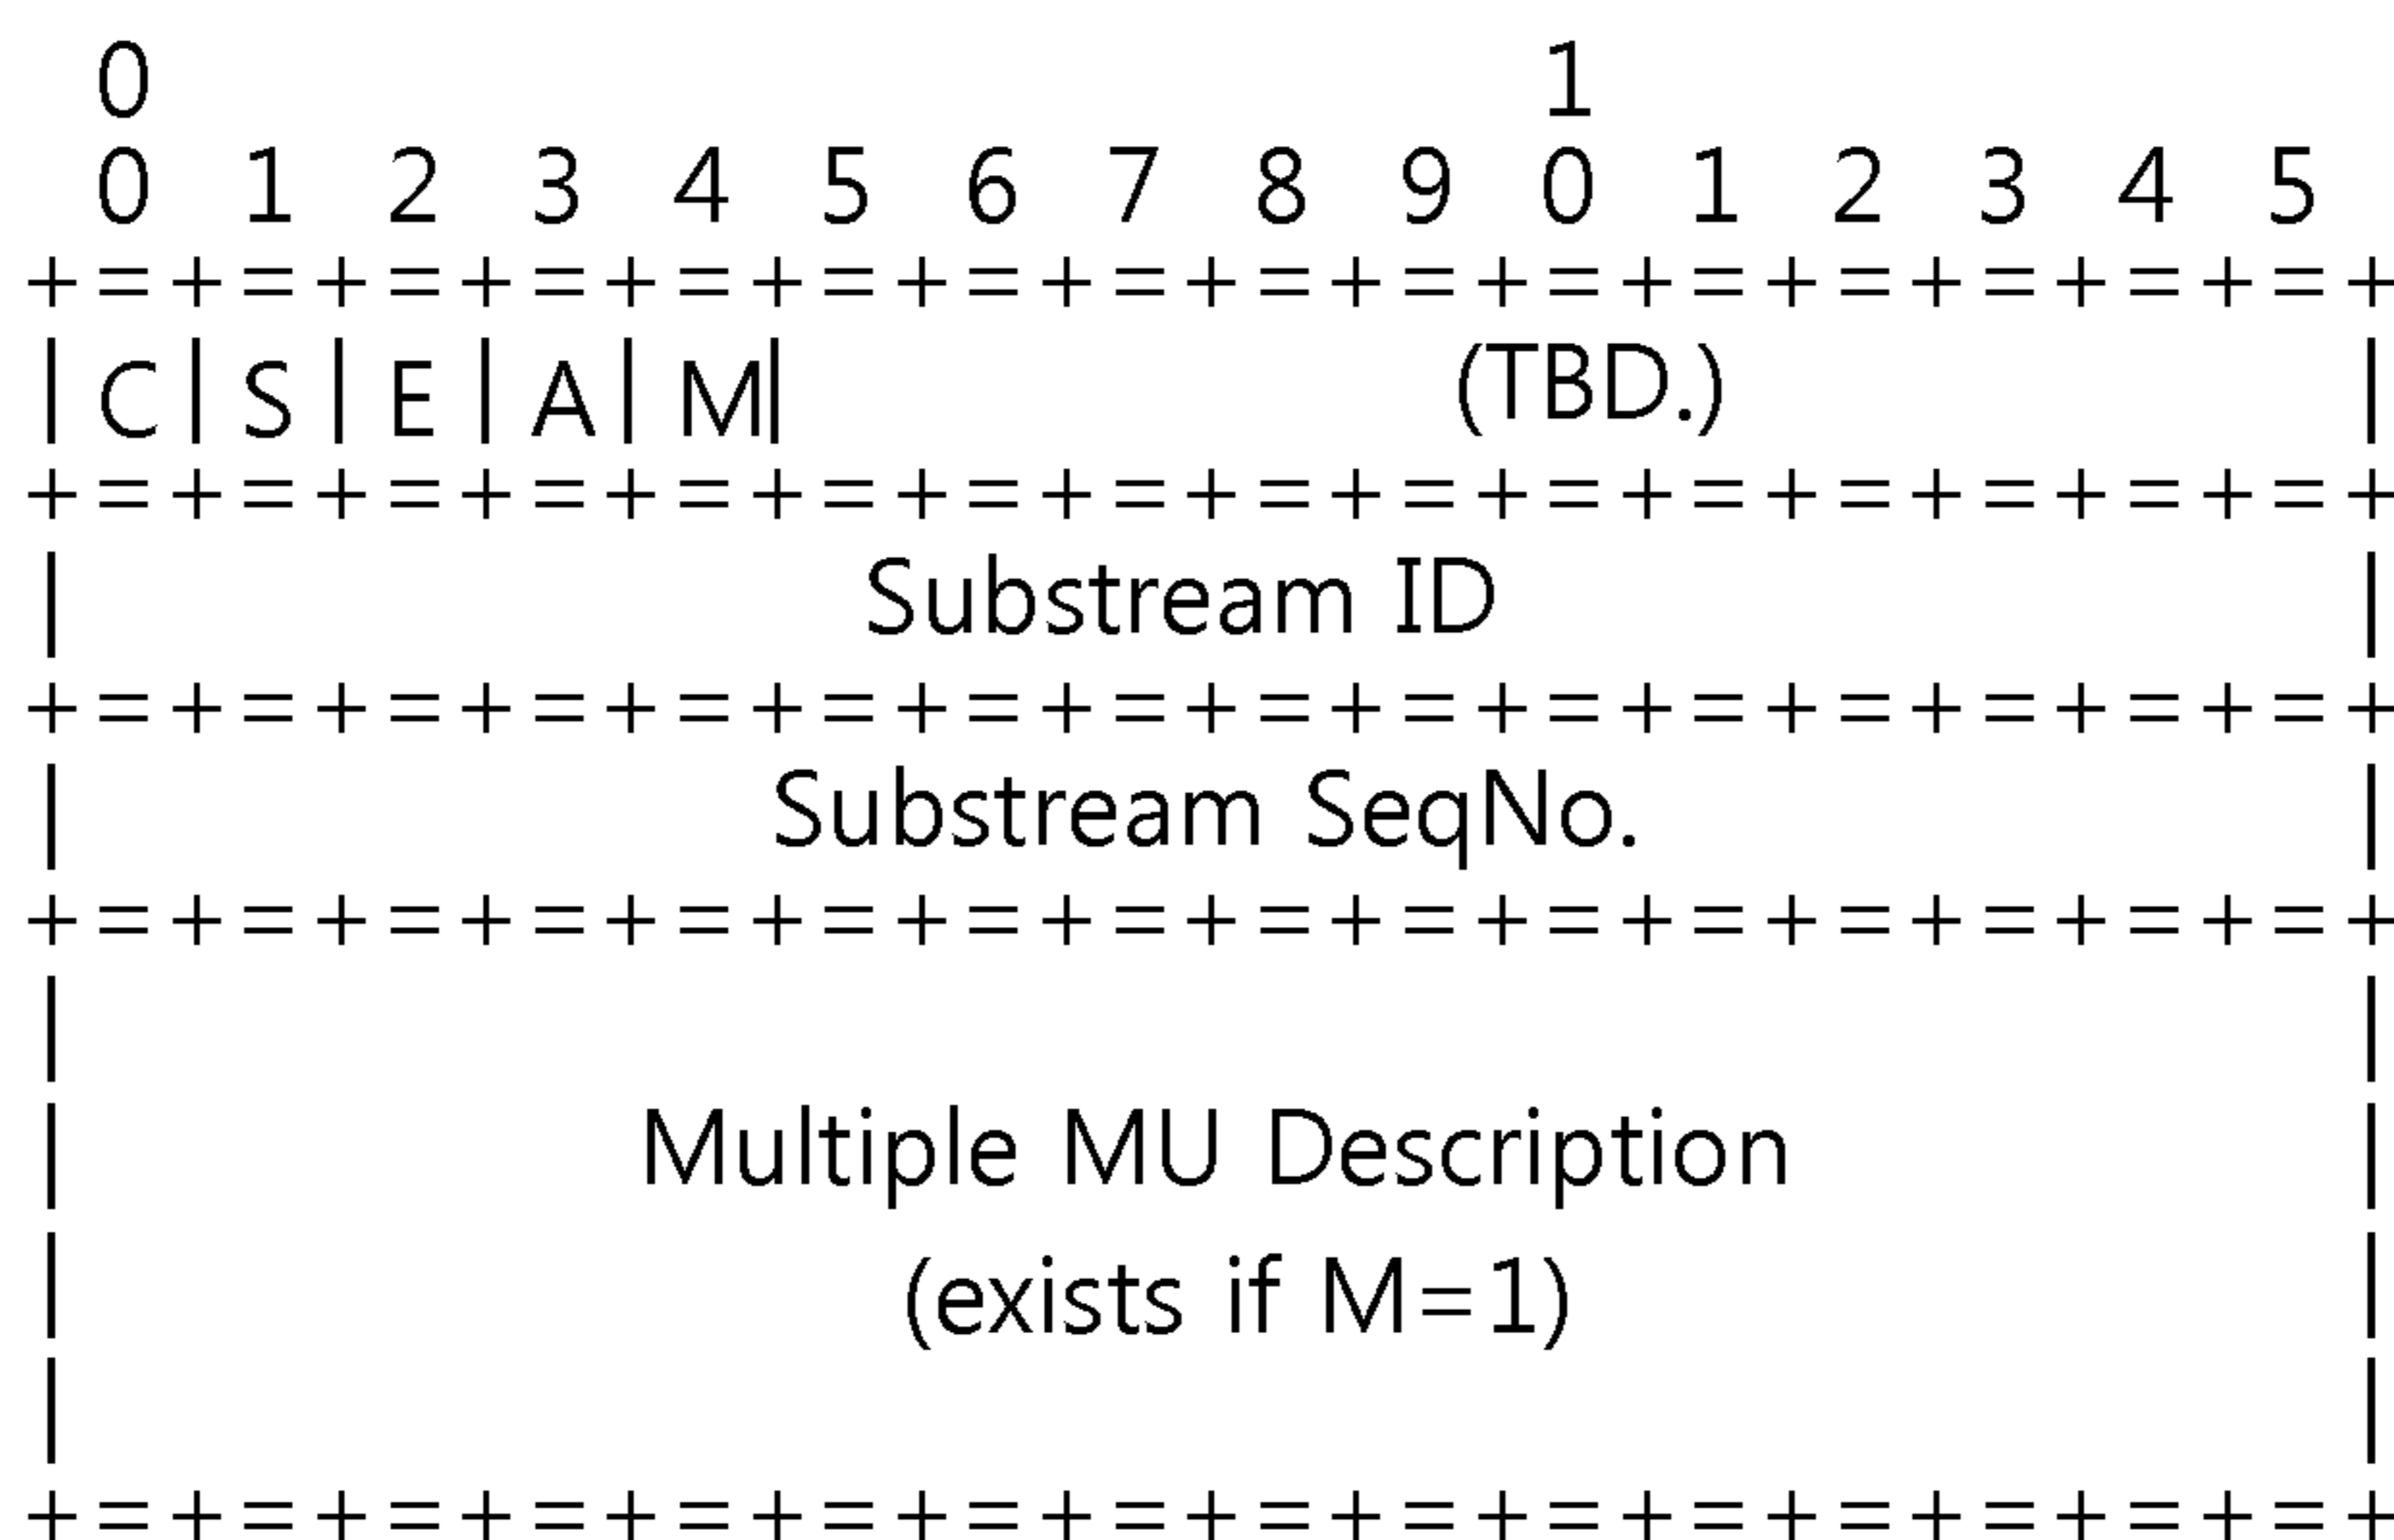 0 1
0 1 2 3 4 5 6 7 8 9 0 1 2 3 4 5
+=+=+=+=+=+=+=+=+=+=+=+=+=+=+=+=+
| C | S | E | A | M| (TBD.) |
+=+=+=+=+=+=+=+=+=+=+=+=+=+=+=+=+
| Substream ID |
+=+=+=+=+=+=+=+=+=+=+=+=+=+=+=+=+
| Substream SeqNo. |
+=+=+=+=+=+=+=+=+=+=+=+=+=+=+=+=+
| |
| Multiple MU Description |
| (exists if M=1) |
| |
+=+=+=+=+=+=+=+=+=+=+=+=+=+=+=+=+